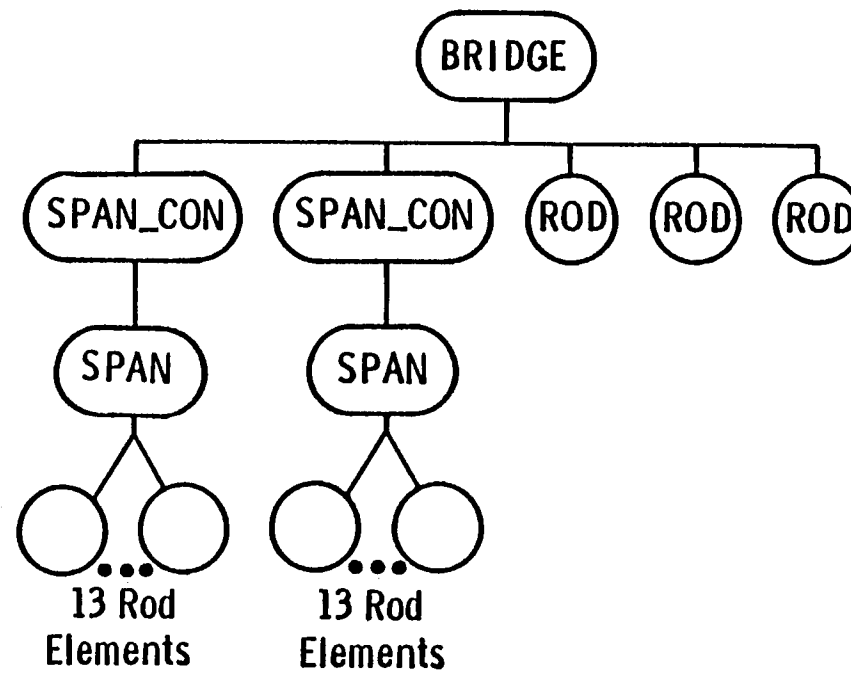 BRIDGE
SPAN_CON SPAN_CON ROD ROD ROD
SPAN SPAN
13 Rod 13 Rod
Elements Elements